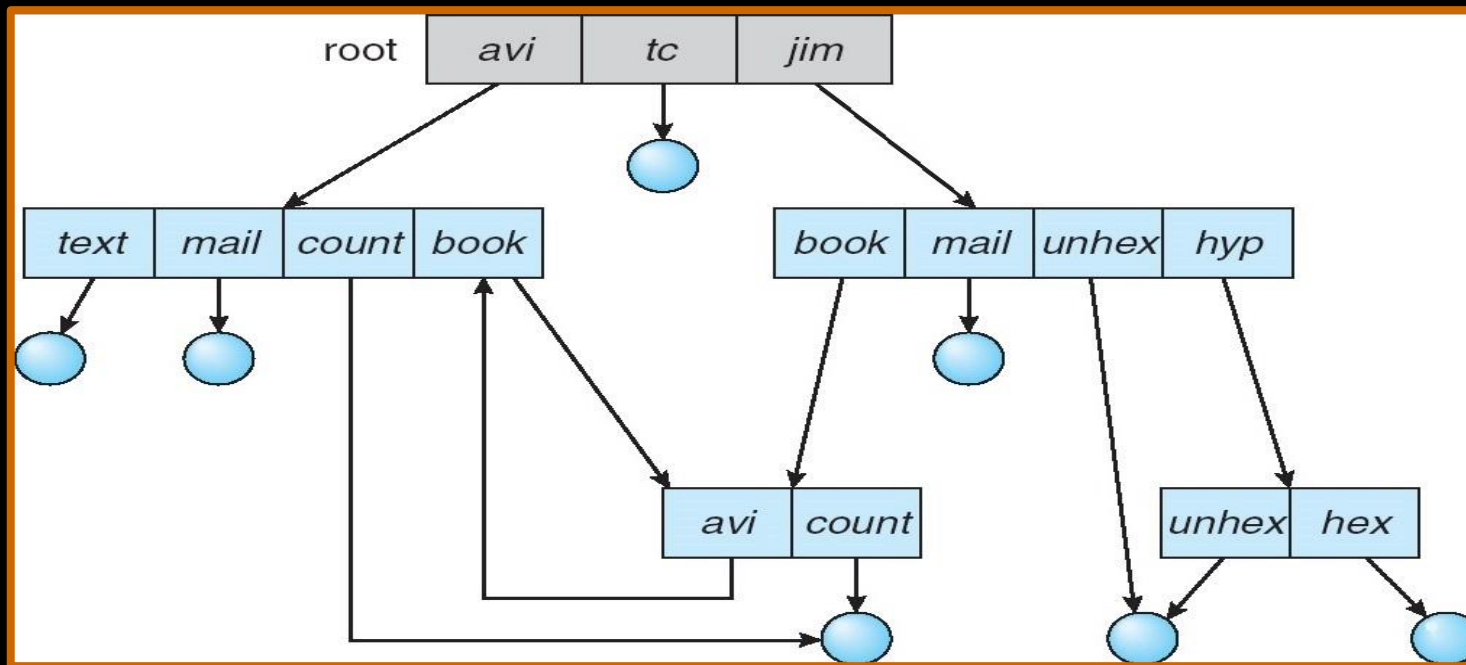 root avi tc jim
text mail count book book mail unhex hyp
avi count unhex hex